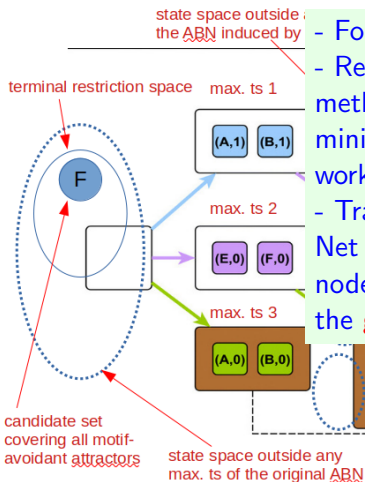 state space outside a
the ABN induced by
terminal restriction space
max. ts 1
(A,1) (B,1)
F
max. ts 2
(E,0) (F,0)
max. ts 3
(A,0) (B,0)
candidate set
covering all motif-
avoidant attractors
state space outside any
max. ts of the original ABN
- Fo
- Re
meth
mini
work
- Tra
Net
node
the g